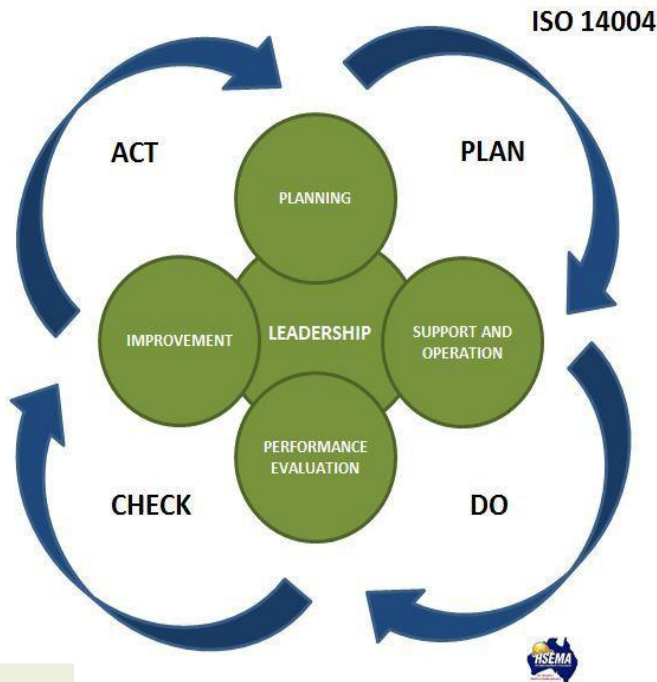 ISO 14004
ACT
PLAN
PLANNING
IMPROVEMENT
LEADERSHIP
SUPPORT AND
OPERATION
PERFORMANCE
EVALUATION
CHECK
DO
HSEMA